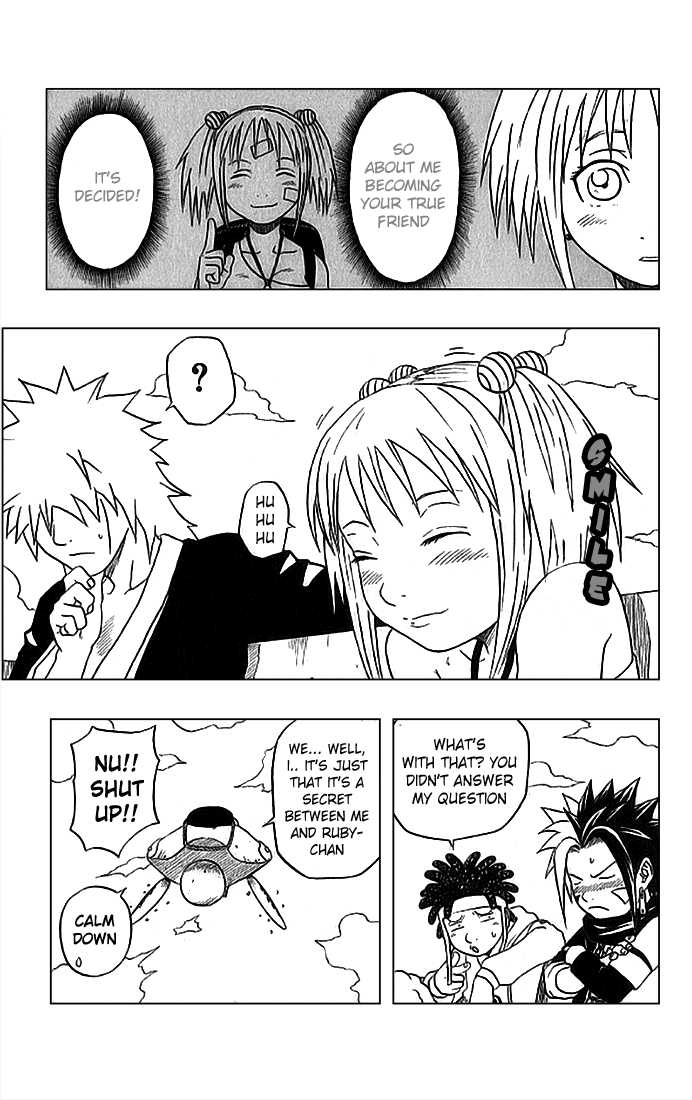 SO
ABOUT ME
BECOMING
YOUR TRUE
FRIEND
IT'S
DECIDED!
SMILE
HU
HU
HU
?
WHAT'S
WITH THAT? YOU
DIDN'T ANSWER
MY QUESTION
WE... WELL,
I.. IT'S JUST
THAT IT'S A
SECRET
BETWEEN ME
AND RUBY-
CHAN
NU!!
SHUT
UP!!
CALM
DOWN